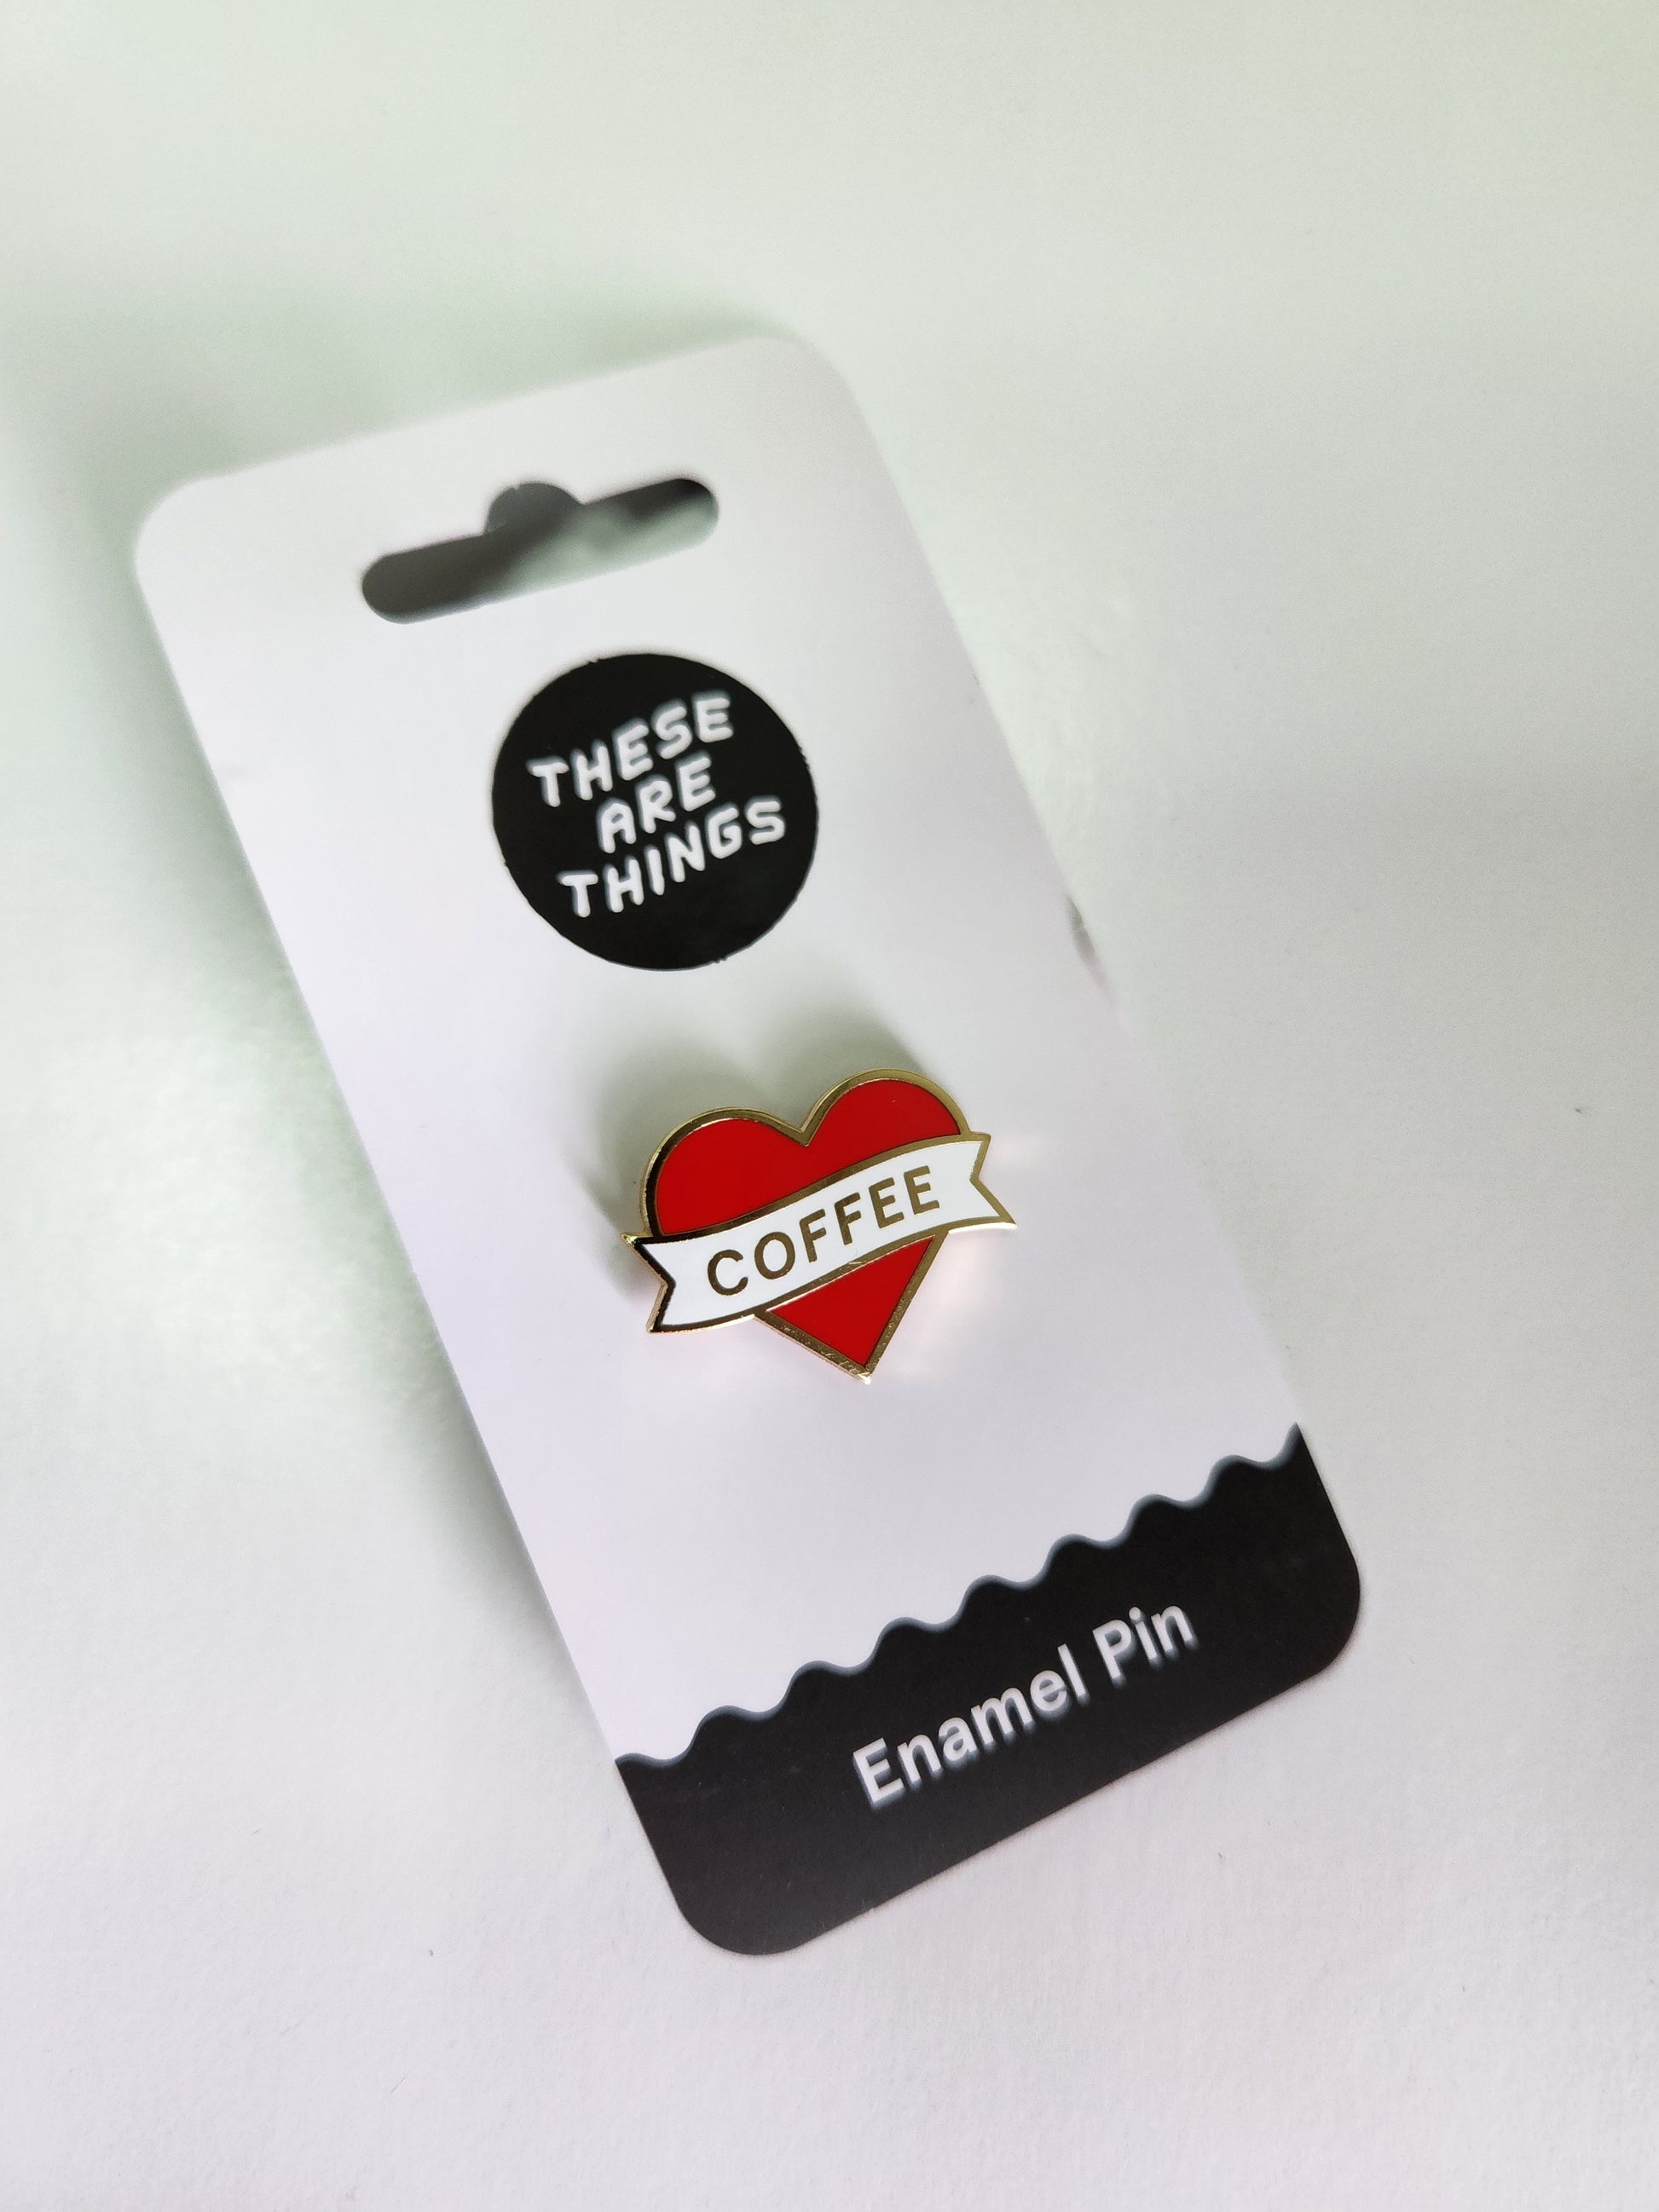 THESE
ARE
THINGS
COFFEE
Enamel Pin